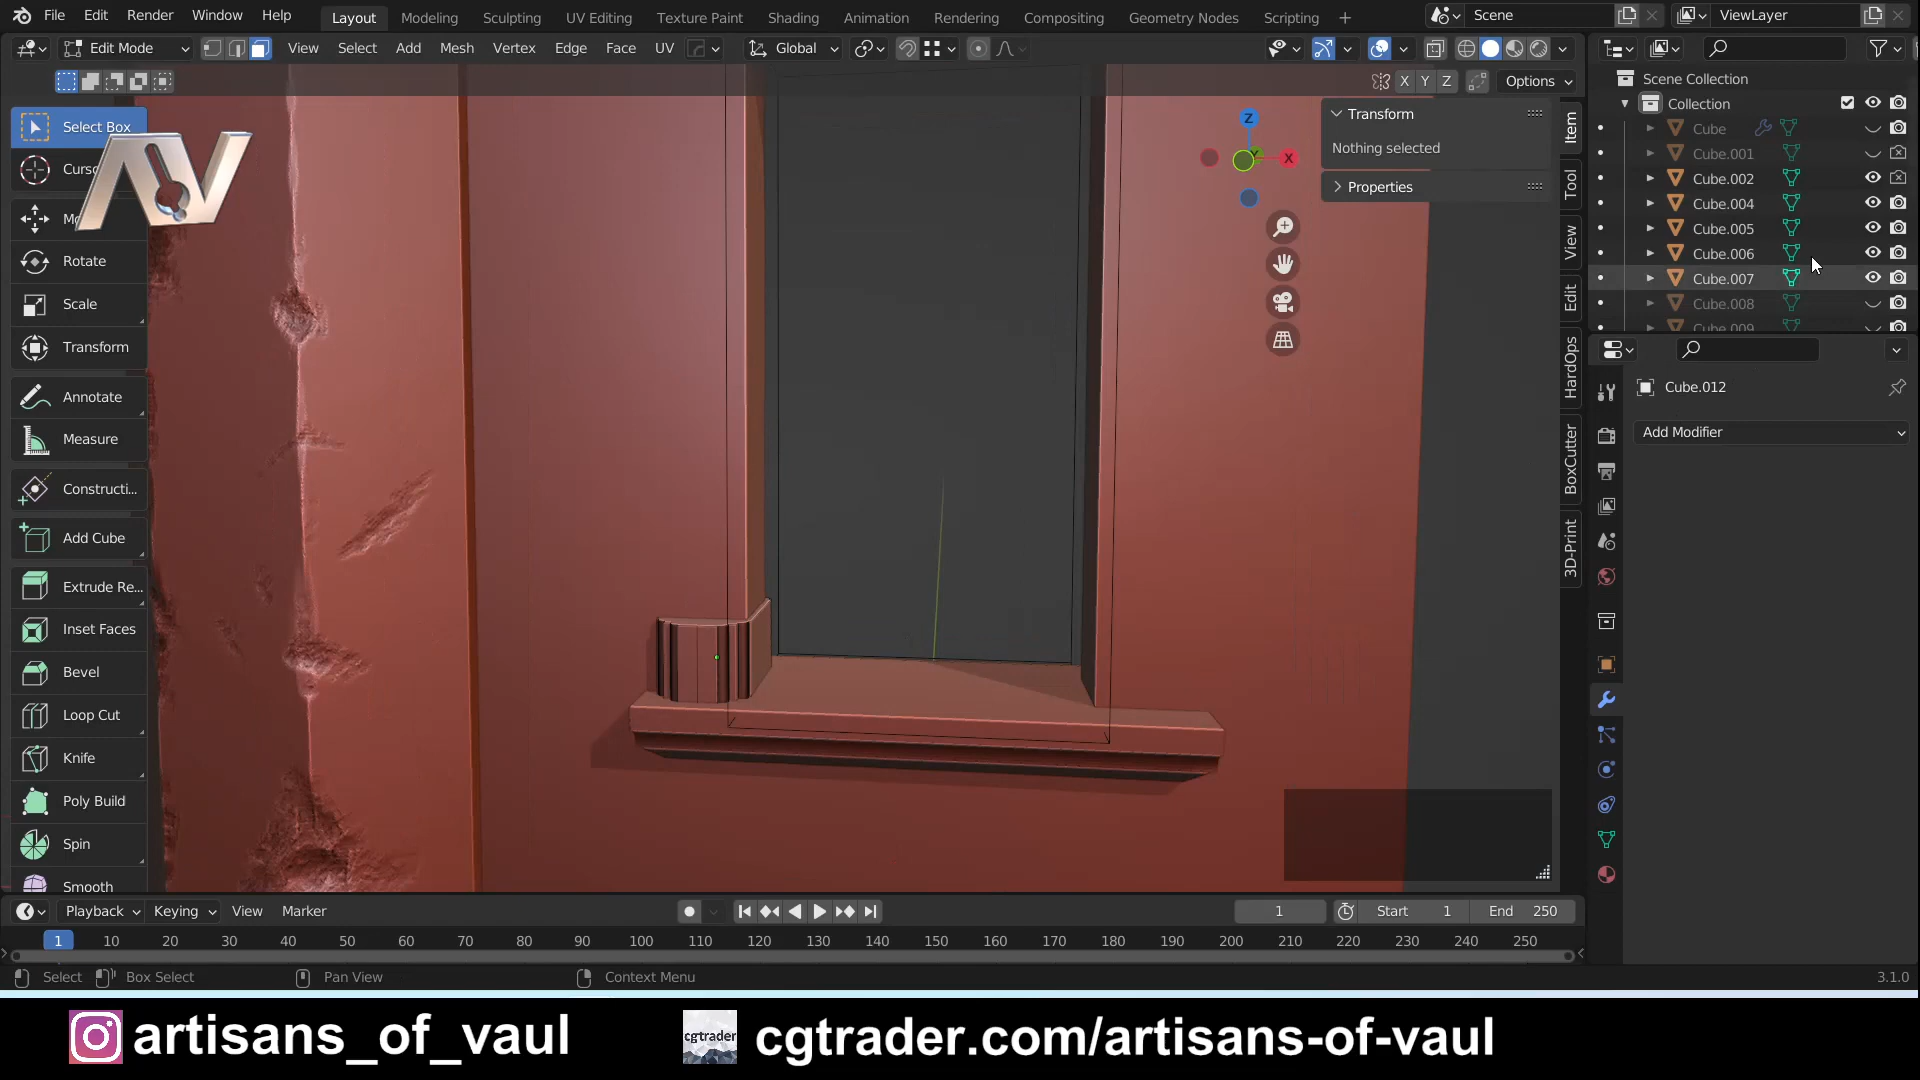 File Edit Render Window Help Layout Modeling Sculpting UV Editing Texture Paint Shading Animation Rendering Compositing Geometry Nodes Scripting + Scene ViewLayer
Edit Mode View Select Add Mesh Vertex Edge Face UV Global
X Y Z Options
Scene Collection
Collection
Cube
Cube.001
Cube.002
Cube.004
Cube.005
Cube.006
Cube.007
Cube.008
Cube.009
Cube.012
Add Modifier
Transform
Nothing selected
Properties
Z
X
Item
Tool
View
Edit
HardOps
BoxCutter
3D-Print
Select Box
AV
Rotate
Scale
Transform
Annotate
Measure
Constructi...
Add Cube
Extrude Re...
Inset Faces
Bevel
Loop Cut
Knife
Poly Build
Spin
Smooth
Playback Keying View Marker 1 Start 1 End 250
1 10 20 30 40 50 60 70 80 90 100 110 120 130 140 150 160 170 180 190 200 210 220 230 240 250
Select Box Select Pan View Context Menu 3.1.0
artisans_of_vaul cgtrader cgtrader.com/artisans-of-vaul